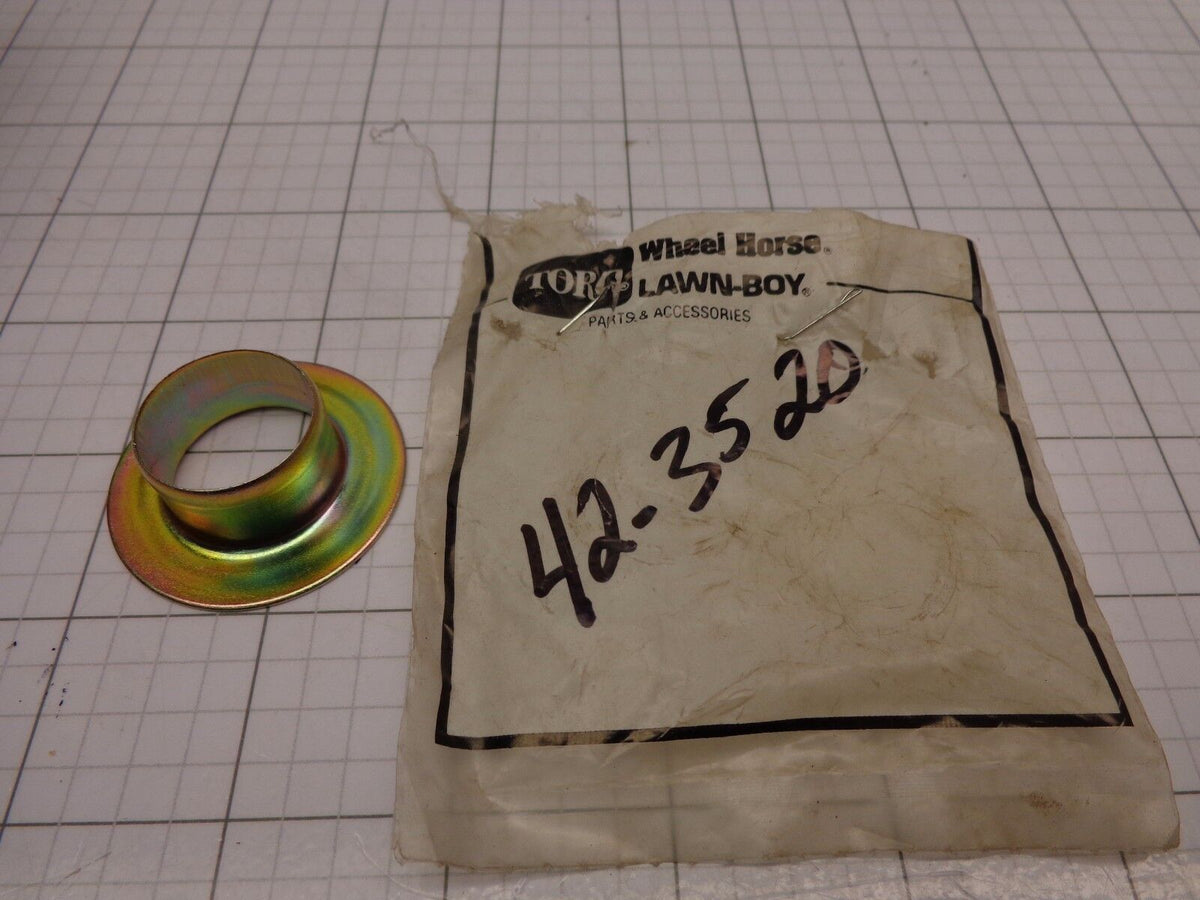 Wheel Horse®
TORO LAWN-BOY®
PARTS & ACCESSORIES
42-3520